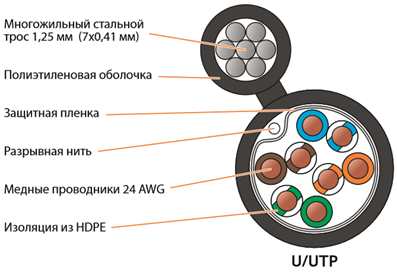 Многожильный стальной
трос 1,25 мм (7x0,41 мм)
Полиэтиленовая оболочка
Защитная пленка
Разрывная нить
Медные проводники 24 AWG
Изоляция из HDPE
U/UTP